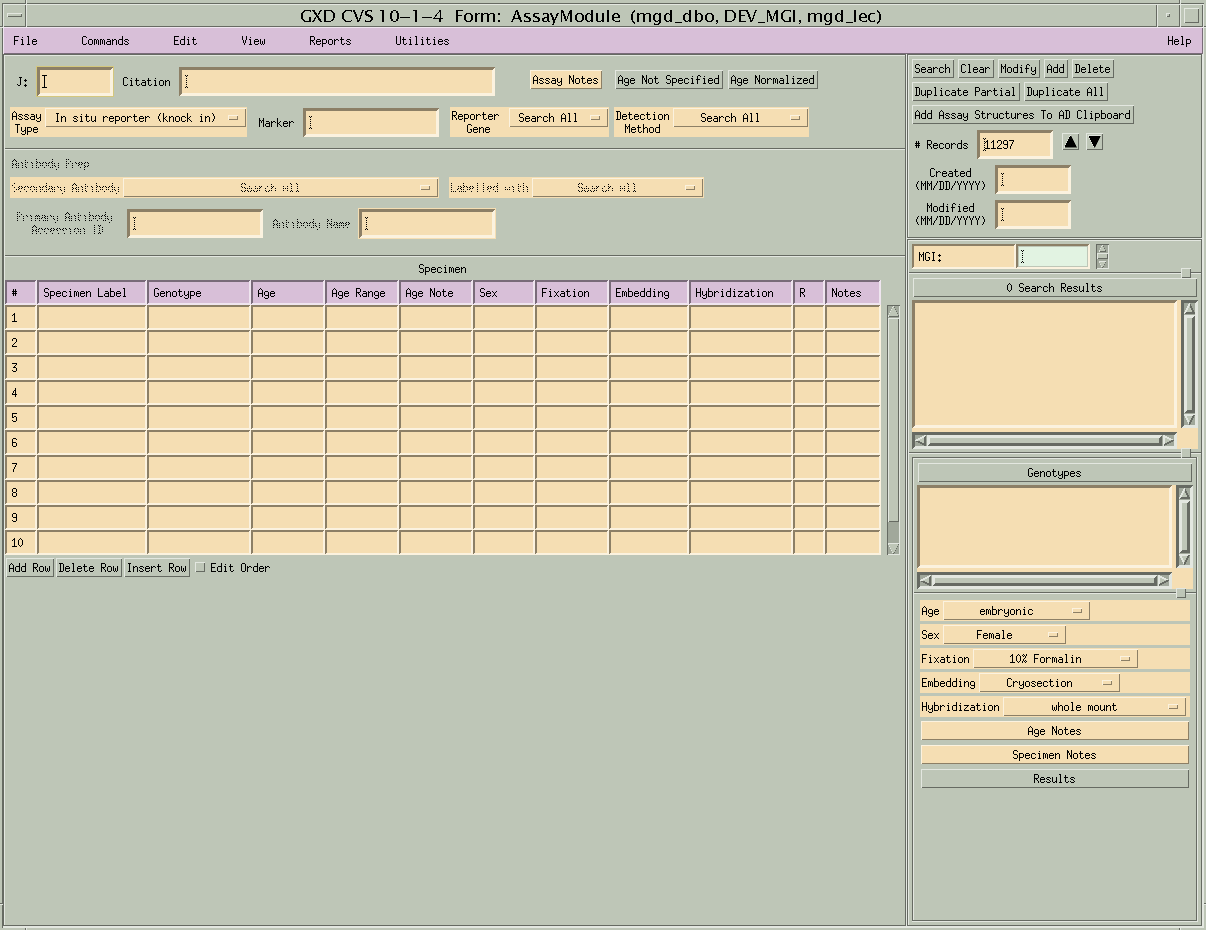 GXD CVS 10-1-4 Form: AssayModule (mgd_dbo, DEV_MGI, mgd_lec)
File Commands Edit View Reports Utilities Help
J: Citation Assay Notes Age Not Specified Age Normalized
Assay Type In situ reporter (knock in) Marker Reporter Gene Search All Detection Method Search All
Antibody Prep
Secondary Antibody Search All Labelled with Search All
Primary Antibody Accession ID Antibody Name
Specimen
# Specimen Label Genotype Age Age Range Age Note Sex Fixation Embedding Hybridization R Notes
1
2
3
4
5
6
7
8
9
10
Add Row Delete Row Insert Row Edit Order
Search Clear Modify Add Delete
Duplicate Partial Duplicate All
Add Assay Structures To AD Clipboard
# Records 11297
Created
(MM/DD/YYYY)
Modified
(MM/DD/YYYY)
MGI:
0 Search Results
Genotypes
Age embryonic
Sex Female
Fixation 10% Formalin
Embedding Cryosection
Hybridization whole mount
Age Notes
Specimen Notes
Results